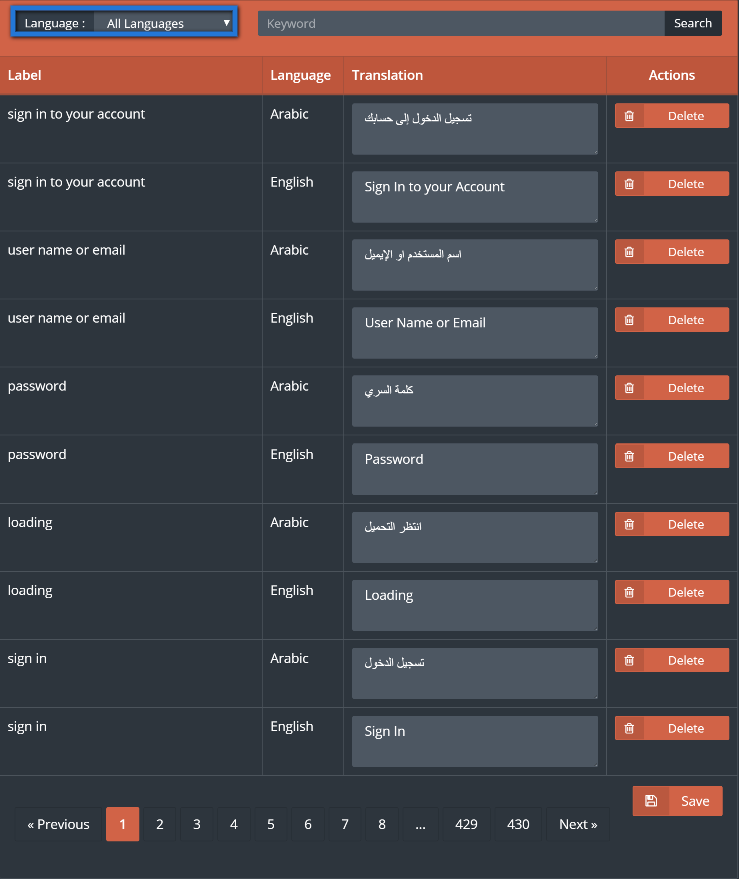 Language : All Languages Keyword Search
Label Language Translation Actions
sign in to your account Arabic تسجيل الدخول إلى حسابك Delete
sign in to your account English Sign In to your Account Delete
user name or email Arabic اسم المستخدم او الإيميل Delete
user name or email English User Name or Email Delete
password Arabic كلمة السري Delete
password English Password Delete
loading Arabic انتظر التحميل Delete
loading English Loading Delete
sign in Arabic تسجيل الدخول Delete
sign in English Sign In Delete
Save
« Previous 1 2 3 4 5 6 7 8 ... 429 430 Next »